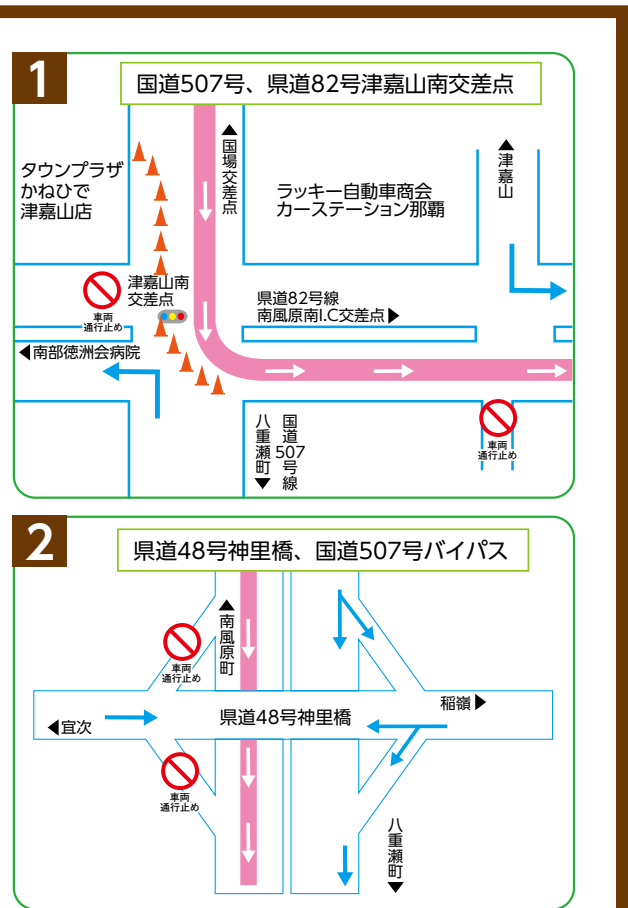 1
国道507号、県道82号津嘉山南交差点
▲国場交差点
▲津嘉山
タウンプラザ
かねひで
津嘉山店
ラッキー自動車商会
カーステーション那覇
津嘉山南
交差点
車両
通行止め
県道82号線
南風原南I.C交差点▶
◀南部徳洲会病院
国道507号線
八重瀬町▼
車両
通行止め
2
県道48号神里橋、国道507号バイパス
▲南風原町
車両
通行止め
稲嶺▶
県道48号神里橋
◀宜次
車両
通行止め
八重瀬町▼